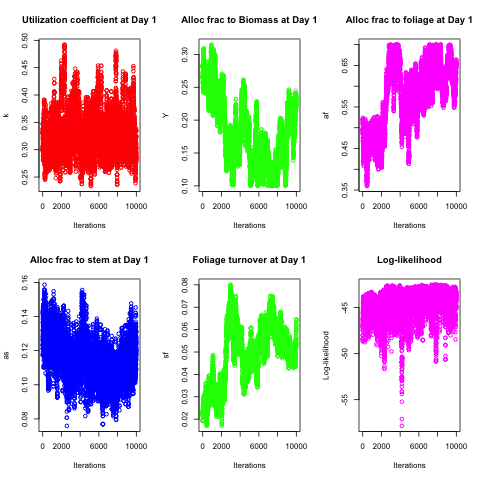 Utilization coefficient at Day 1
k
0.25 0.30 0.35 0.40 0.45 0.50
0 2000 6000 10000
Iterations
Alloc frac to Biomass at Day 1
Y
0.10 0.15 0.20 0.25 0.30
0 2000 6000 10000
Iterations
Alloc frac to foliage at Day 1
af
0.35 0.45 0.55 0.65
0 2000 6000 10000
Iterations
Alloc frac to stem at Day 1
as
0.08 0.10 0.12 0.14 0.16
0 2000 6000 10000
Iterations
Foliage turnover at Day 1
sf
0.02 0.03 0.04 0.05 0.06 0.07 0.08
0 2000 6000 10000
Iterations
Log-likelihood
Log-likelihood
-55 -50 -45
0 2000 6000 10000
Iterations